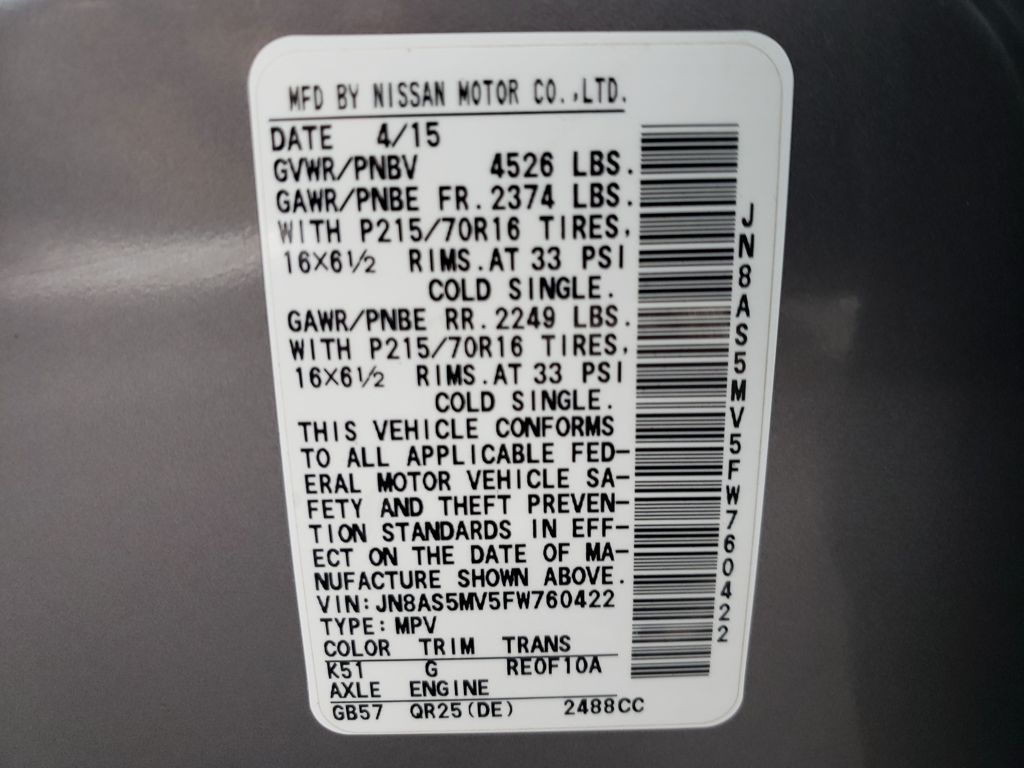 MFD BY NISSAN MOTOR CO.,LTD.
DATE 4/15
GVWR/PNBV 4526 LBS.
GAWR/PNBE FR.2374 LBS.
WITH P215/70R16 TIRES,
16X6½ RIMS.AT 33 PSI
COLD SINGLE.
GAWR/PNBE RR.2249 LBS.
WITH P215/70R16 TIRES,
16X6½ RIMS.AT 33 PSI
COLD SINGLE.
THIS VEHICLE CONFORMS
TO ALL APPLICABLE FED-
ERAL MOTOR VEHICLE SA-
FETY AND THEFT PREVEN-
TION STANDARDS IN EFF-
ECT ON THE DATE OF MA-
NUFACTURE SHOWN ABOVE.
VIN:JN8AS5MV5FW760422
TYPE:MPV
COLOR TRIM TRANS
K51 G RE0F10A
AXLE ENGINE
GB57 QR25(DE) 2488CC
JN8AS5MV5FW760422